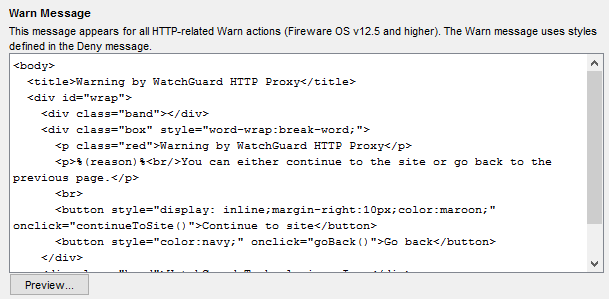 Warn Message
This message appears for all HTTP-related Warn actions (Fireware OS v12.5 and higher). The Warn message uses styles
defined in the Deny message.
<body>
  <title>Warning by WatchGuard HTTP Proxy</title>
  <div id="wrap">
    <div class="band"></div>
    <div class="box" style="word-wrap:break-word;">
      <p class="red">Warning by WatchGuard HTTP Proxy</p>
      <p>%(reason)%<br/>You can either continue to the site or go back to the
previous page.</p>
      <br>
      <button style="display: inline;margin-right:10px;color:maroon;"
onclick="continueToSite()">Continue to site</button>
      <button style="color:navy;" onclick="goBack()">Go back</button>
    </div>
Preview...